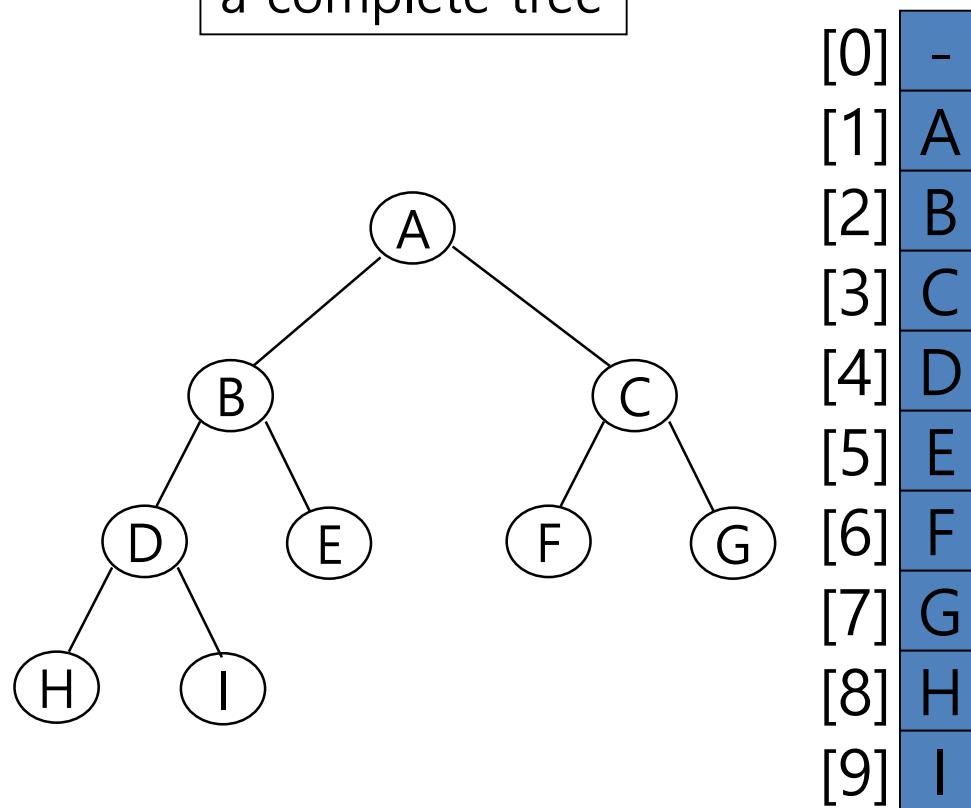 a complete tree
A
B
C
D
E
F
G
H
I
[0] -
[1] A
[2] B
[3] C
[4] D
[5] E
[6] F
[7] G
[8] H
[9] I